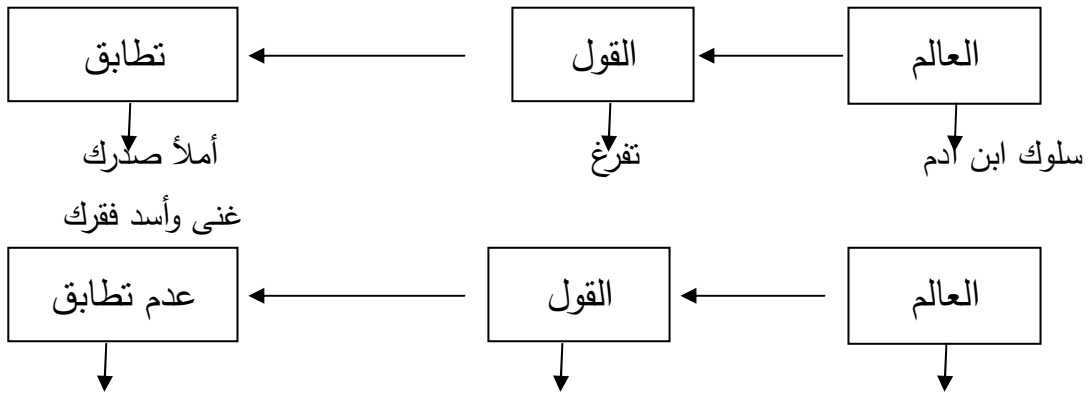 العالم القول تطابق
سلوك ابن آدم تفرغ أملأ صدرك
غنى وأسد فقرك
العالم القول عدم تطابق